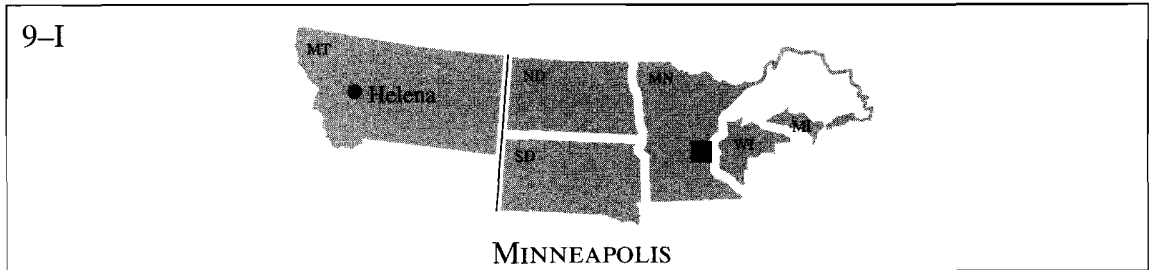 9–I
MT
ND
MN
Helena
MI
WI
SD
MINNEAPOLIS